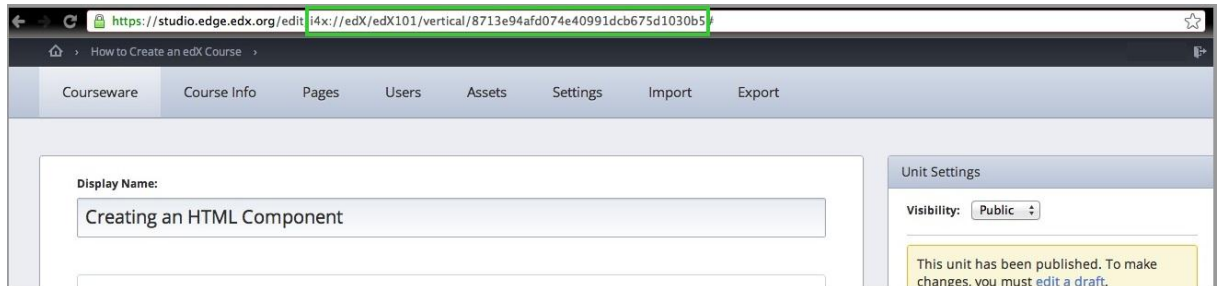 https://studio.edge.edx.org/edit/i4x://edX/edX101/vertical/8713e94afd074e40991dcb675d1030b5#
› How to Create an edX Course ›
Courseware Course Info Pages Users Assets Settings Import Export
Display Name:
Creating an HTML Component
Unit Settings
Visibility: Public
This unit has been published. To make
changes, you must edit a draft.